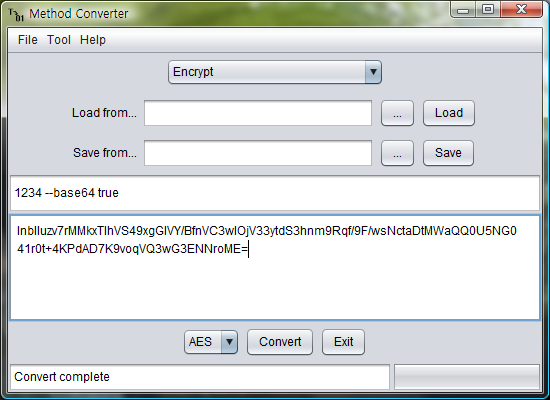 T>01 Method Converter
File Tool Help
Encrypt
Load from... ... Load
Save from... ... Save
1234 --base64 true
InbIluzv7rMMkxTlhVS49xgGlVY/BfnVC3wlOjV33ytdS3hnm9Rqf/9F/wsNctaDtMWaQQ0U5NG0
41r0t+4KPdAD7K9voqVQ3wG3ENNroME=
AES Convert Exit
Convert complete